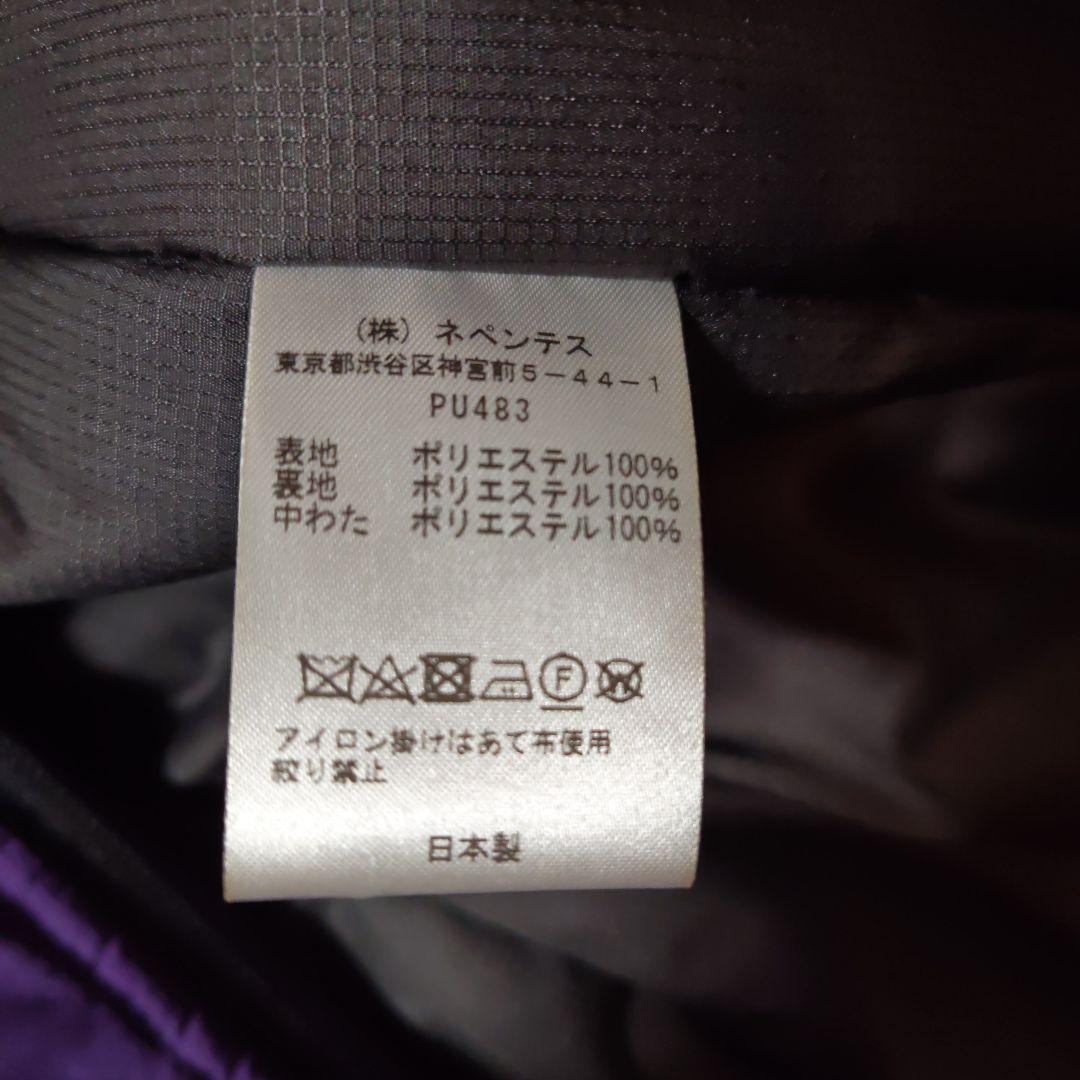 (株) ネペンテス
東京都渋谷区神宮前5-44-1
PU483
表地 ポリエステル100%
裏地 ポリエステル100%
中わた ポリエステル100%
F W
アイロン掛けはあて布使用
絞り禁止
日本製